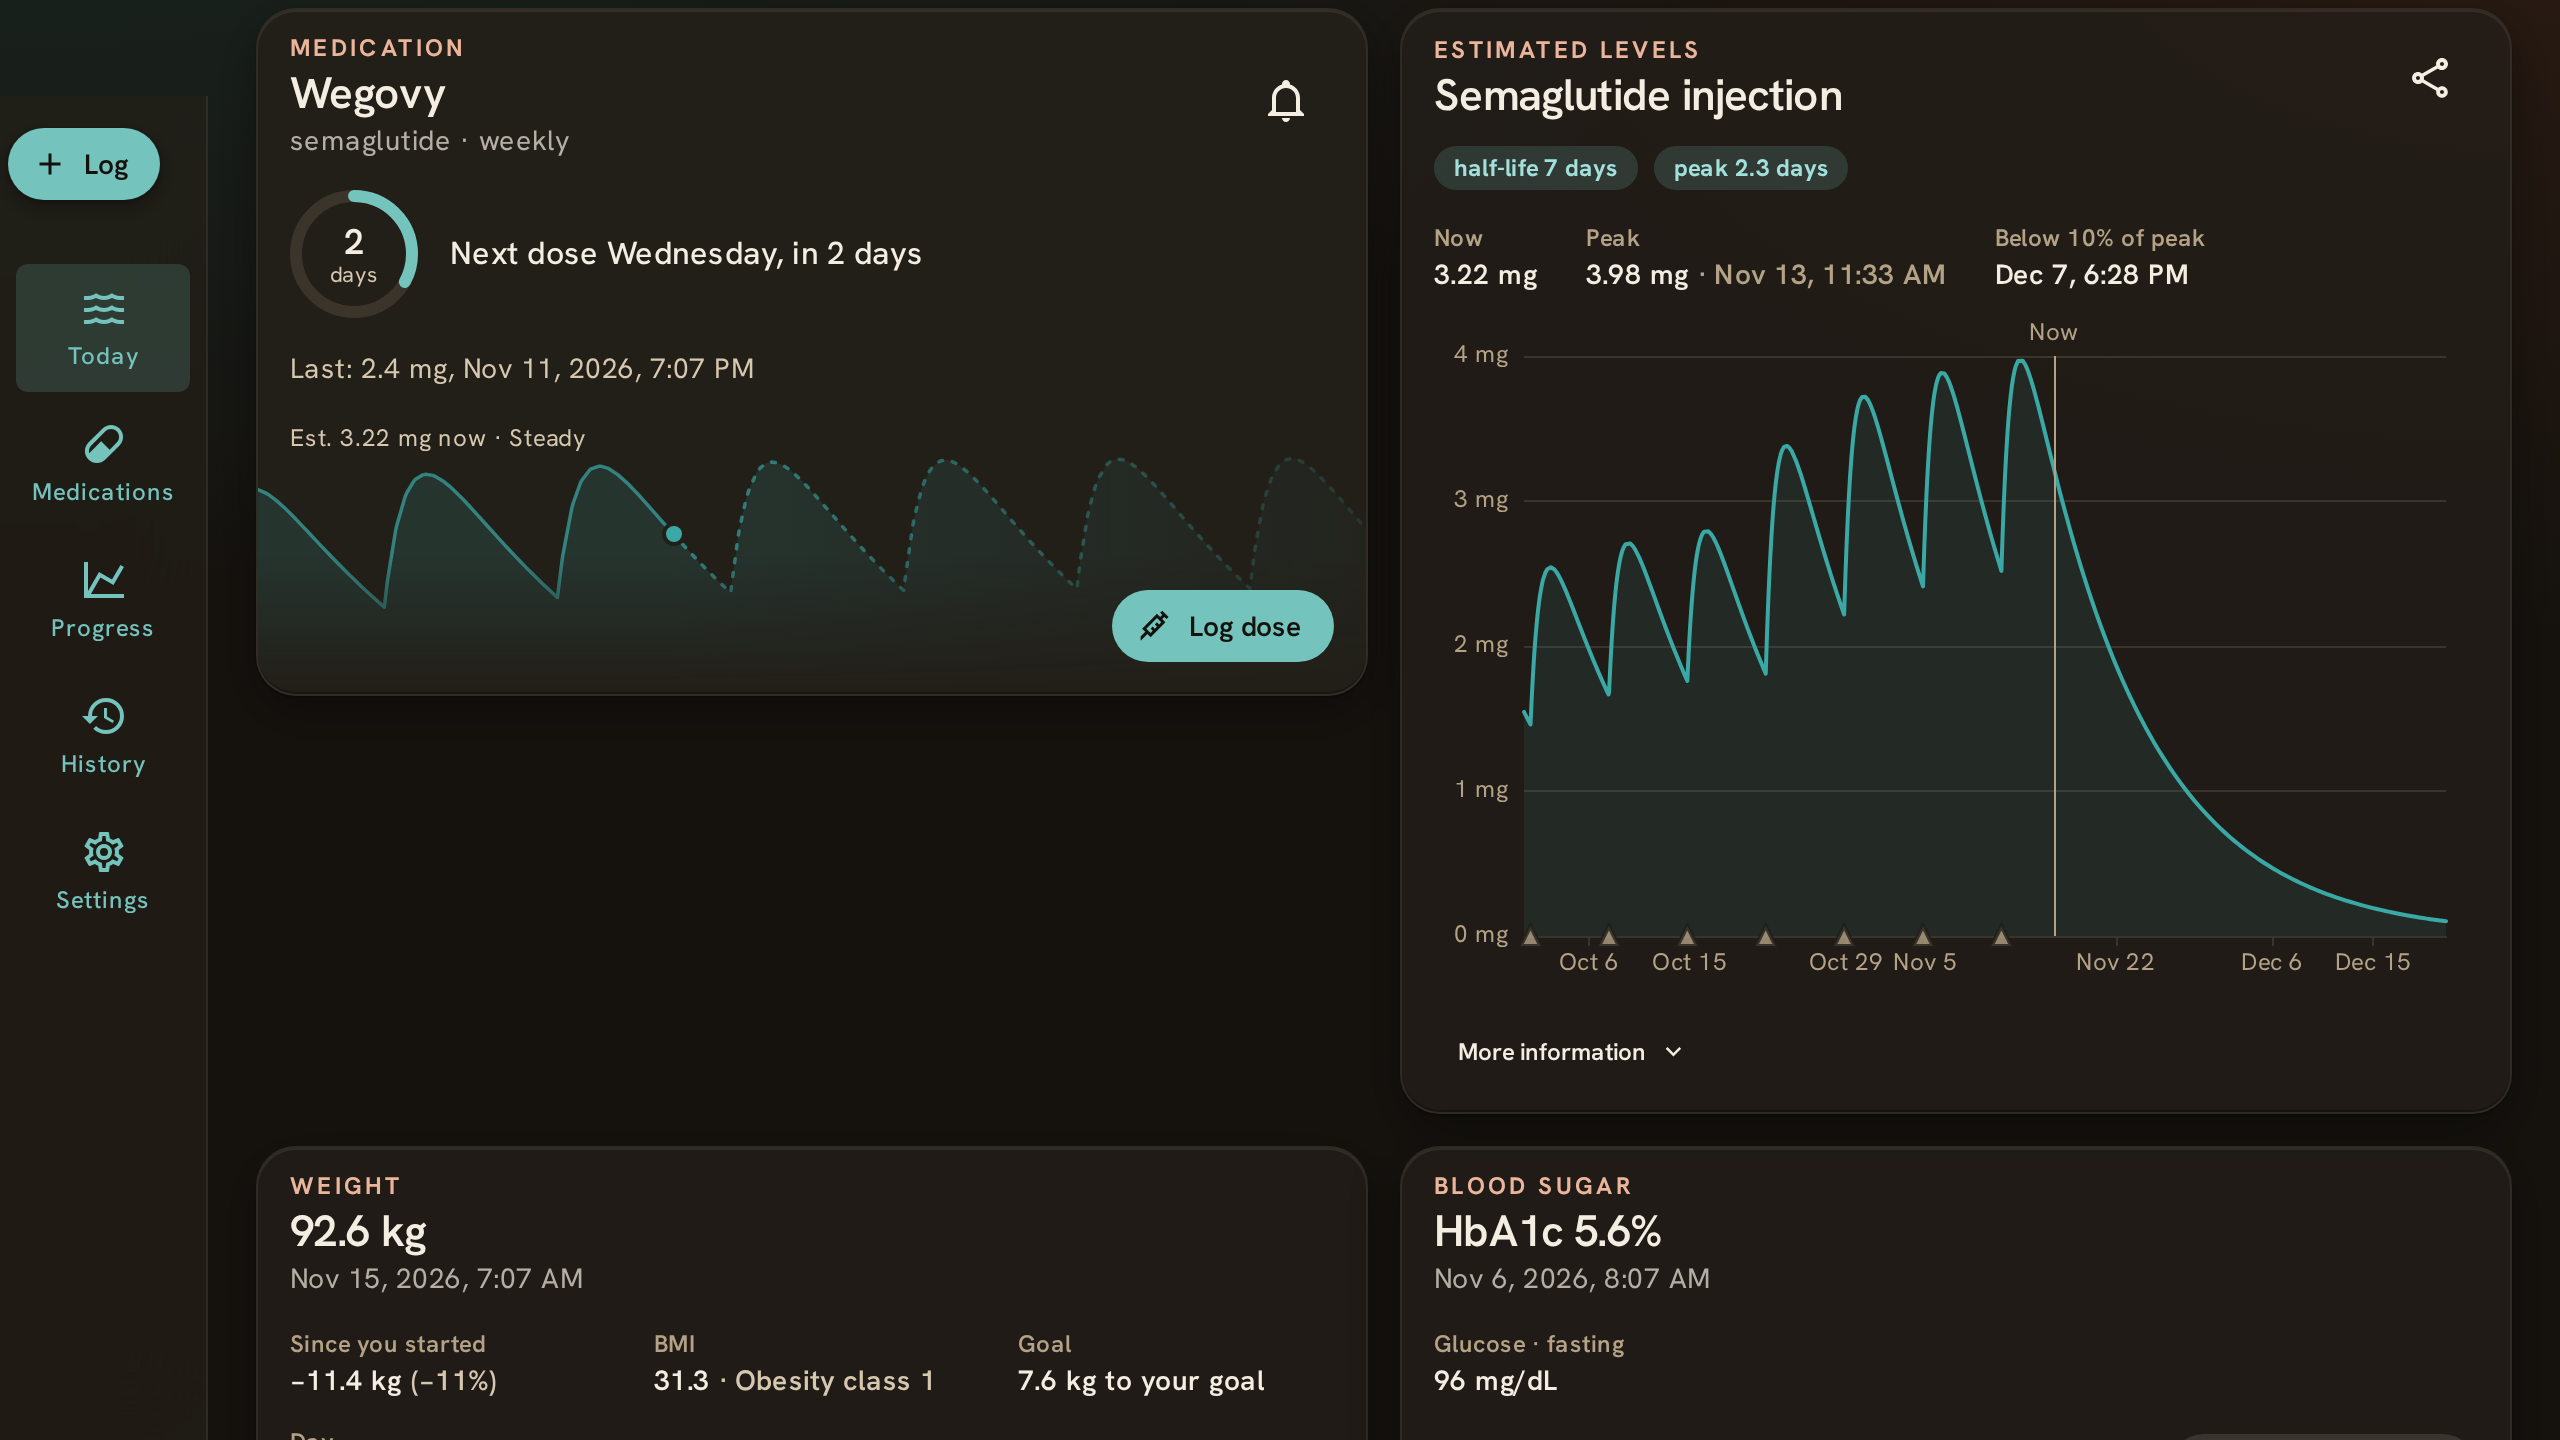 Log
Today
Medications
Progress
History
Settings
MEDICATION
Wegovy
semaglutide · weekly
2
days
Next dose Wednesday, in 2 days
Last: 2.4 mg, Nov 11, 2026, 7:07 PM
Est. 3.22 mg now · Steady
Log dose
ESTIMATED LEVELS
Semaglutide injection
half-life 7 days
peak 2.3 days
Now
3.22 mg
Peak
3.98 mg · Nov 13, 11:33 AM
Below 10% of peak
Dec 7, 6:28 PM
Now
4 mg
3 mg
2 mg
1 mg
0 mg
Oct 6 Oct 15 Oct 29 Nov 5 Nov 22 Dec 6 Dec 15
More information
WEIGHT
92.6 kg
Nov 15, 2026, 7:07 AM
Since you started
−11.4 kg (−11%)
BMI
31.3 · Obesity class 1
Goal
7.6 kg to your goal
BLOOD SUGAR
HbA1c 5.6%
Nov 6, 2026, 8:07 AM
Glucose · fasting
96 mg/dL